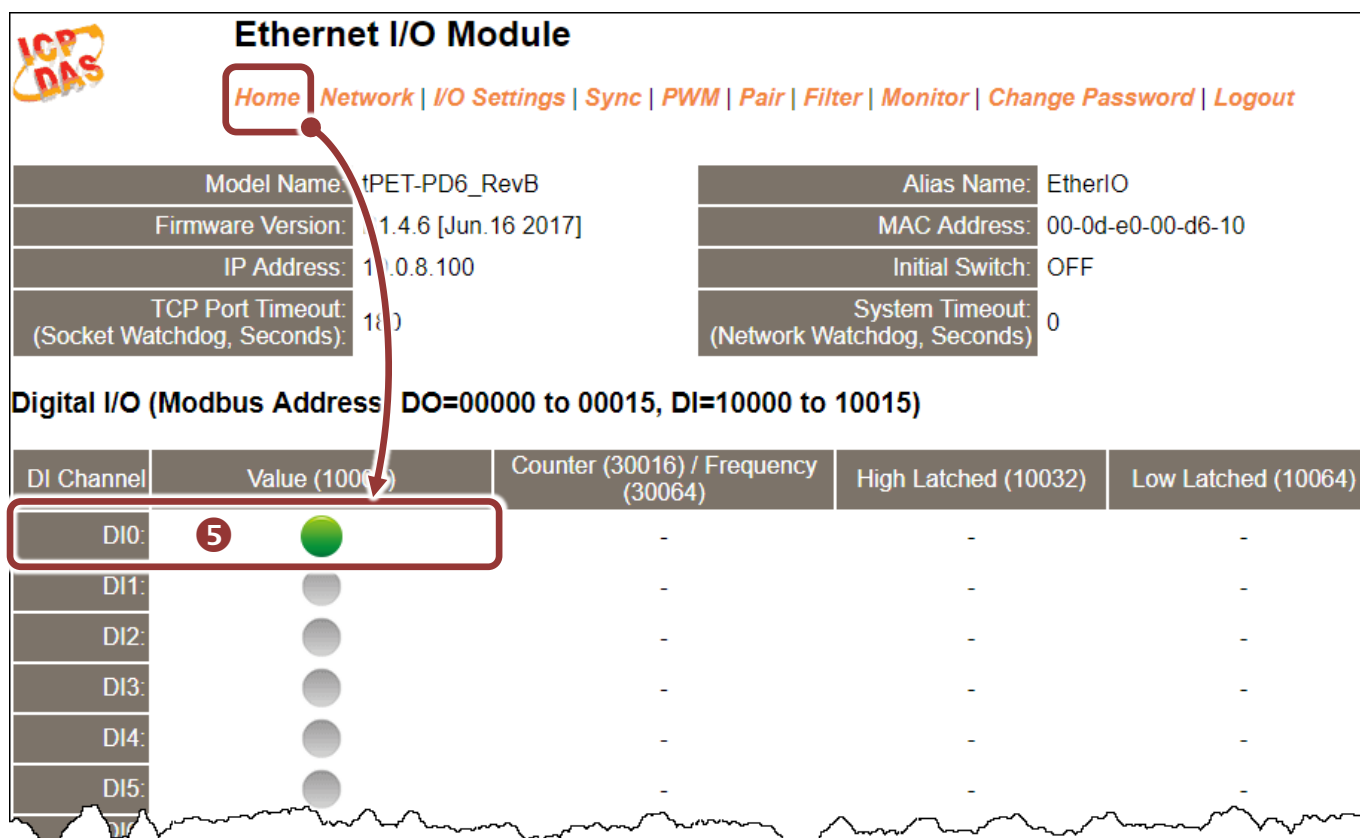 ICP DAS
Ethernet I/O Module
Home | Network | I/O Settings | Sync | PWM | Pair | Filter | Monitor | Change Password | Logout
Model Name: tPET-PD6_RevB Alias Name: EtherIO
Firmware Version: 1.4.6 [Jun.16 2017] MAC Address: 00-0d-e0-00-d6-10
IP Address: .0.8.100 Initial Switch: OFF
TCP Port Timeout: System Timeout:
(Socket Watchdog, Seconds): (Network Watchdog, Seconds) 0
Digital I/O (Modbus Address DO=00000 to 00015, DI=10000 to 10015)
DI Channel Value Counter (30016) / Frequency (30064) High Latched (10032) Low Latched (10064)
DI0: 5 - - -
DI1: - - -
DI2: - - -
DI3: - - -
DI4: - - -
DI5: - - -